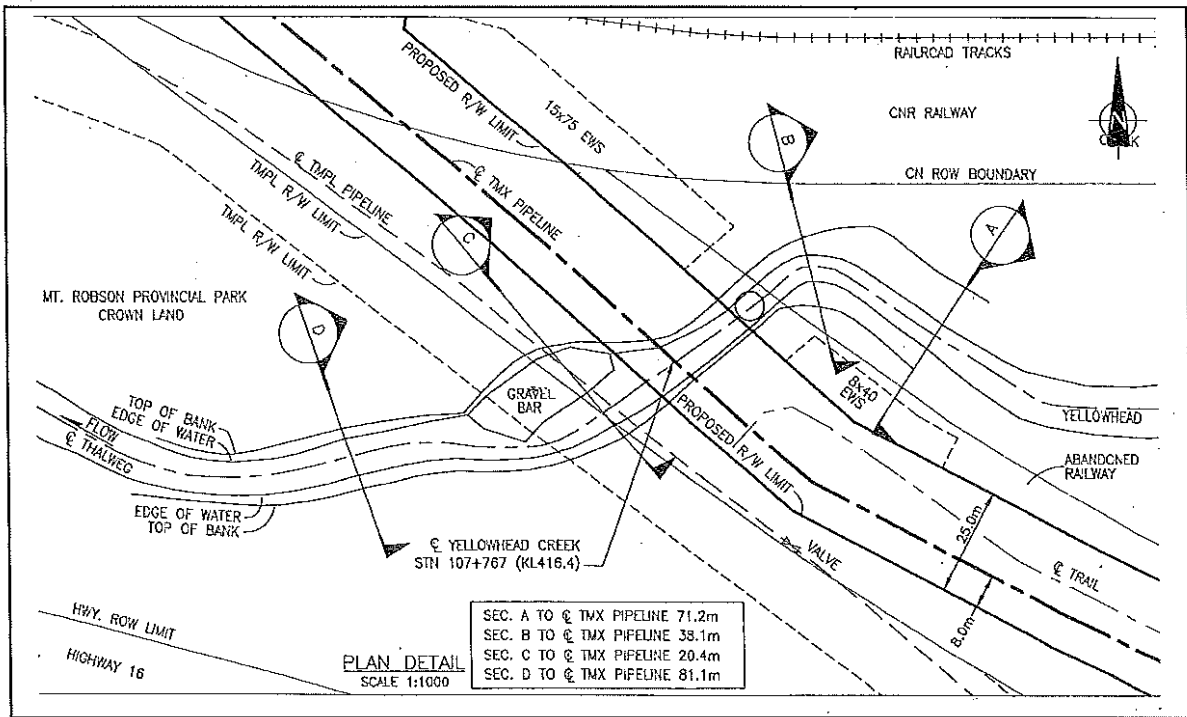 RAILROAD TRACKS
CNR RAILWAY
CN ROW BOUNDARY
N
PROPOSED R/W LIMIT
15x75 EWS
B
A
℄ TMPL PIPELINE
TMPL R/W LIMIT
TMPL R/W LIMIT
℄ TMX PIPELINE
C
D
MT. ROBSON PROVINCIAL PARK
CROWN LAND
GRAVEL
BAR
PROPOSED R/W LIMIT
8x40
EWS
YELLOWHEAD
ABANDONED
RAILWAY
TOP OF BANK
EDGE OF WATER
FLOW
℄ THALWEG
EDGE OF WATER
TOP OF BANK
℄ YELLOWHEAD CREEK
STN 107+767 (KL416.4)
VALVE
25.0m
℄ TRAIL
8.0m
HWY. ROW LIMIT
HIGHWAY 16
PLAN DETAIL
SCALE 1:1000
SEC. A TO ℄ TMX PIPELINE 71.2m
SEC. B TO ℄ TMX PIPELINE 38.1m
SEC. C TO ℄ TMX PIPELINE 20.4m
SEC. D TO ℄ TMX PIPELINE 81.1m